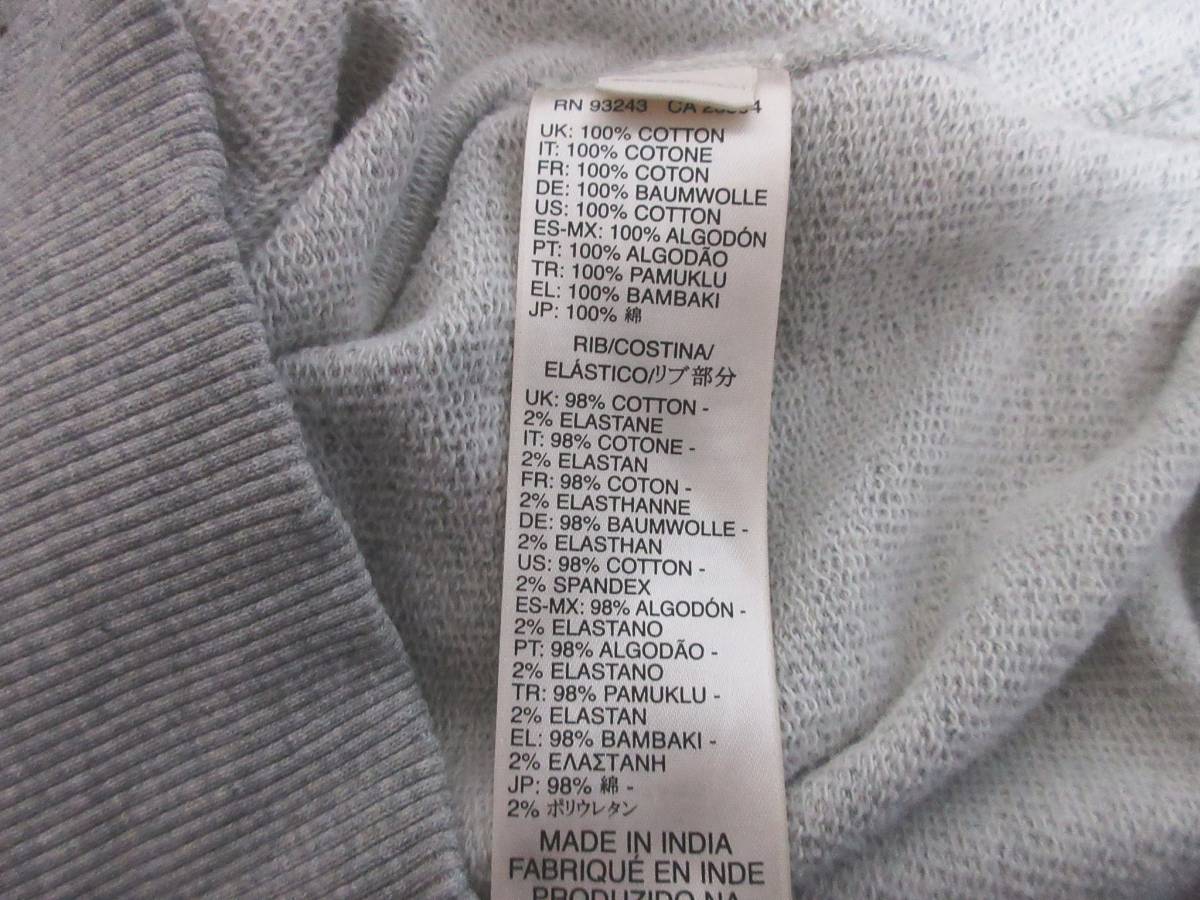 RN 93243 CA
UK: 100% COTTON
IT: 100% COTONE
FR: 100% COTON
DE: 100% BAUMWOLLE
US: 100% COTTON
ES-MX: 100% ALGODÓN
PT: 100% ALGODÃO
TR: 100% PAMUKLU
EL: 100% BAMBAKI
JP: 100% 綿
RIB/COSTINA/
ELÁSTICO/リブ部分
UK: 98% COTTON -
2% ELASTANE
IT: 98% COTONE -
2% ELASTAN
FR: 98% COTON -
2% ELASTHANNE
DE: 98% BAUMWOLLE -
2% ELASTHAN
US: 98% COTTON -
2% SPANDEX
ES-MX: 98% ALGODÓN -
2% ELASTANO
PT: 98% ALGODÃO -
2% ELASTANO
TR: 98% PAMUKLU -
2% ELASTAN
EL: 98% BAMBAKI -
2% ΕΛΑΣΤΑΝΗ
JP: 98% 綿 -
2% ポリウレタン
MADE IN INDIA
FABRIQUÉ EN INDE
PRODUZIDO NA